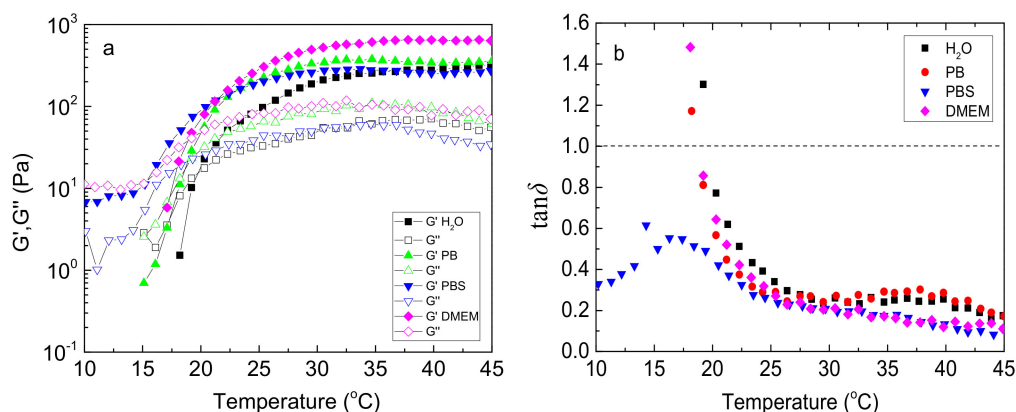 a
G',G'' (Pa)
10³
10²
10¹
10⁰
10⁻¹
G' H₂O
G''
G' PB
G''
G' PBS
G''
G' DMEM
G''
10 15 20 25 30 35 40 45
Temperature (°C)
b
tanδ
1.6
1.4
1.2
1.0
0.8
0.6
0.4
0.2
0.0
H₂O
PB
PBS
DMEM
10 15 20 25 30 35 40 45
Temperature (°C)